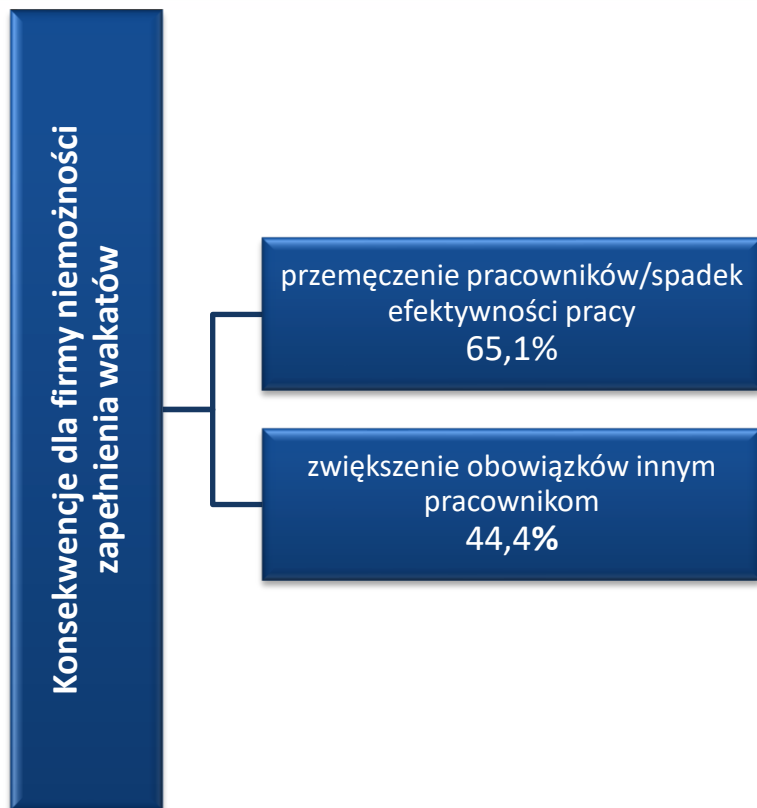 Konsekwencje dla firmy niemożności
zapełnienia wakatów
przemęczenie pracowników/spadek
efektywności pracy
65,1%
zwiększenie obowiązków innym
pracownikom
44,4%